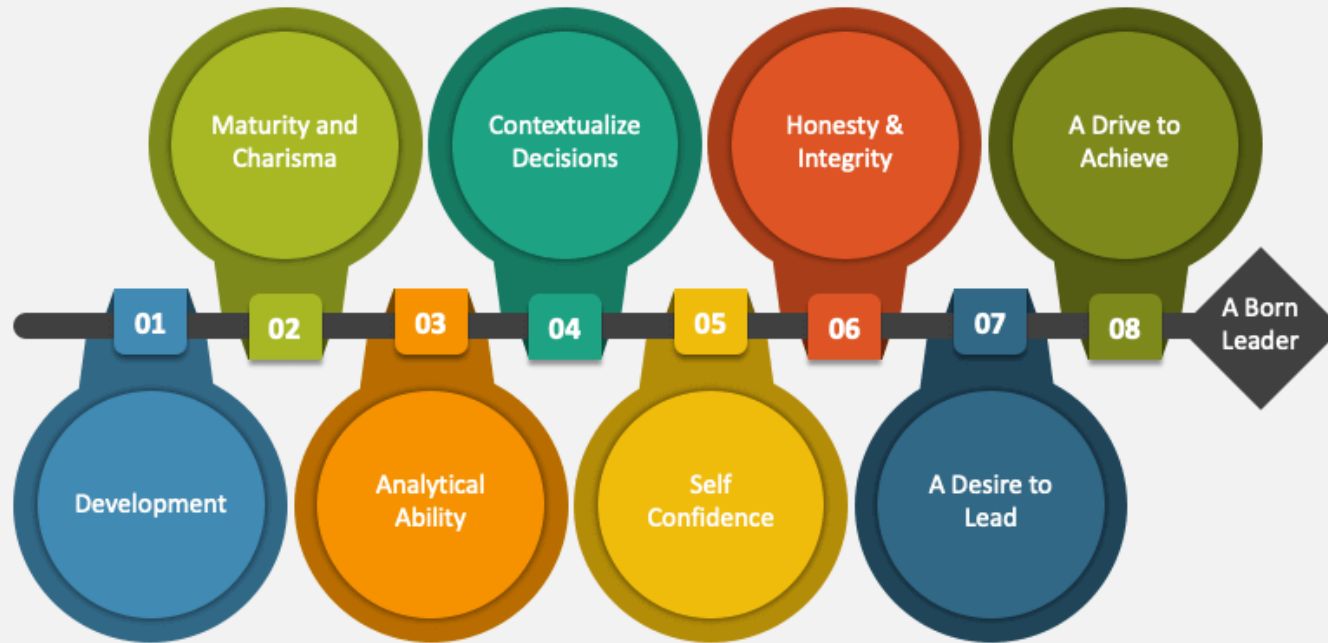 01
Development
02
Maturity and
Charisma
03
Analytical
Ability
04
Contextualize
Decisions
05
Self
Confidence
06
Honesty &
Integrity
07
A Desire to
Lead
08
A Drive to
Achieve
A Born
Leader